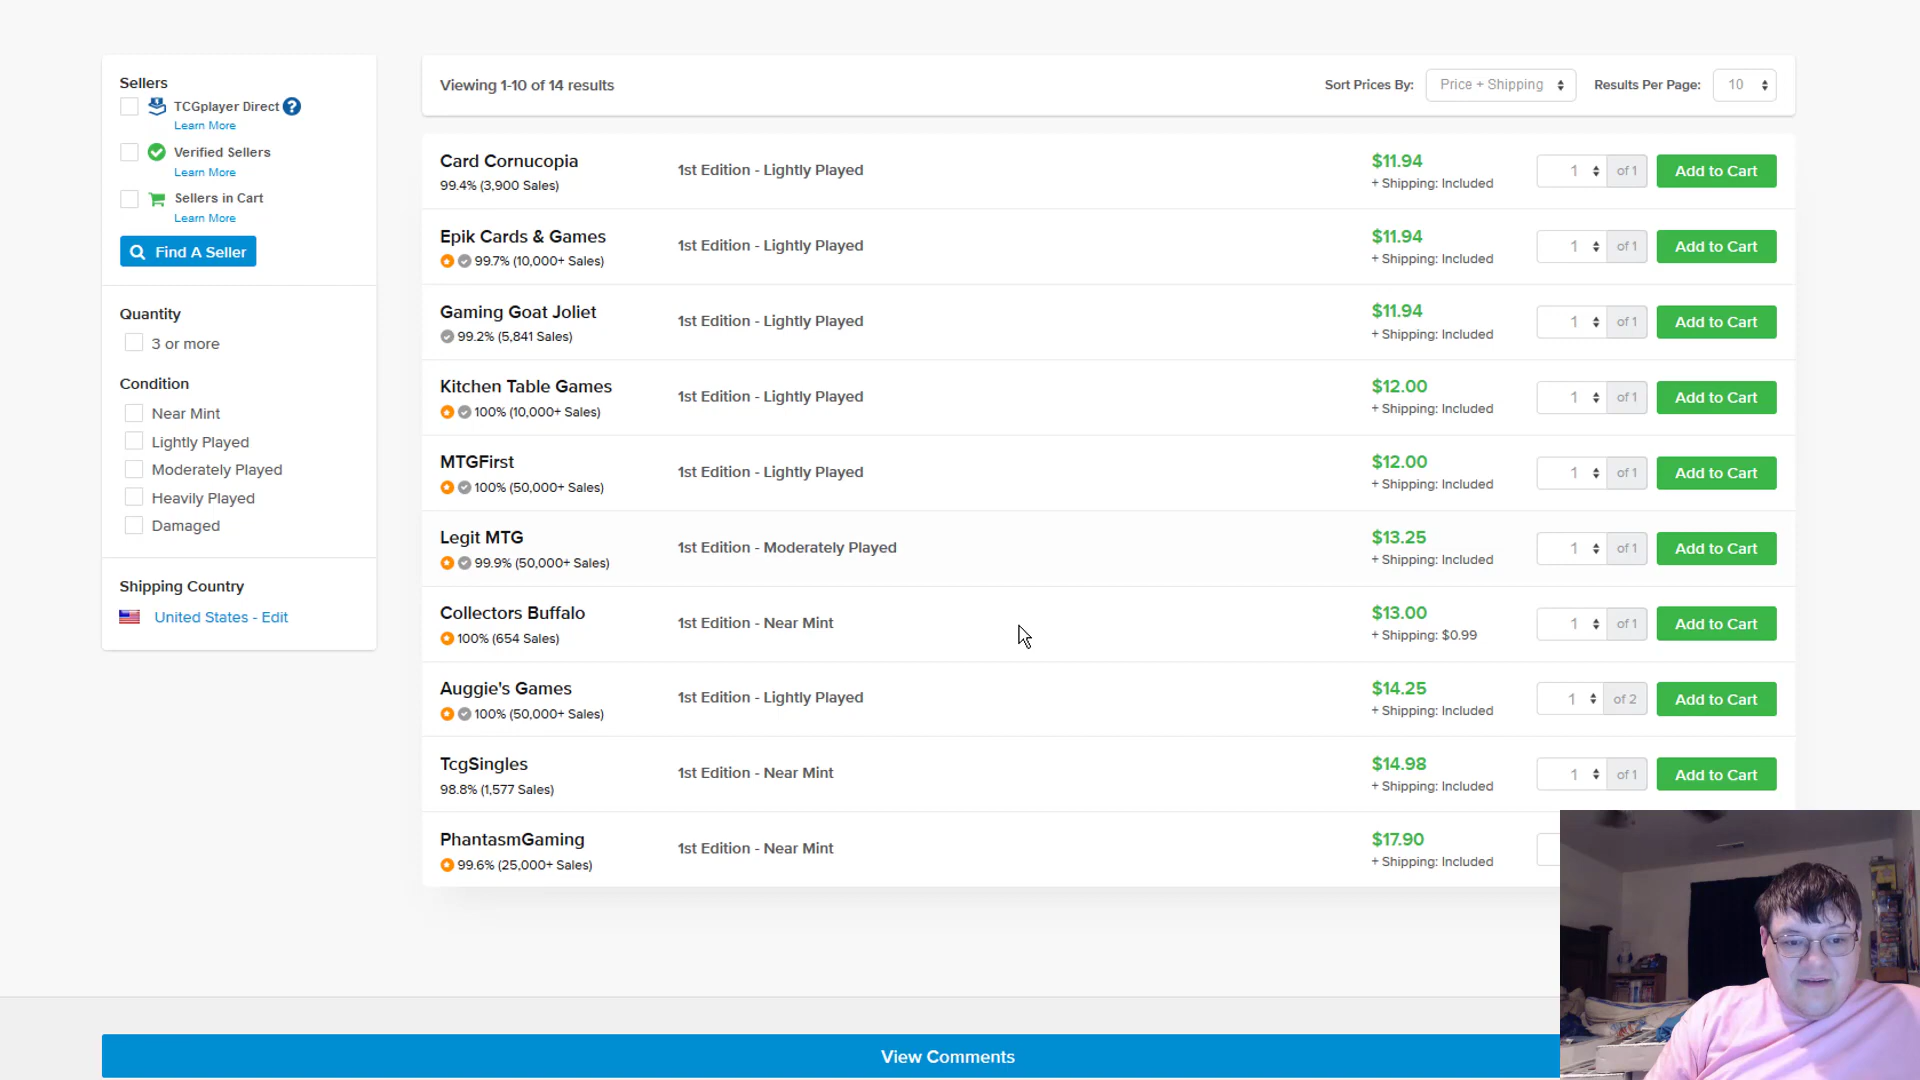 Sellers
TCGplayer Direct ?
Learn More
Verified Sellers
Learn More
Sellers in Cart
Learn More
Find A Seller
Quantity
3 or more
Condition
Near Mint
Lightly Played
Moderately Played
Heavily Played
Damaged
Shipping Country
United States - Edit
Viewing 1-10 of 14 results
Sort Prices By: Price + Shipping Results Per Page: 10
Card Cornucopia
99.4% (3,900 Sales)
1st Edition - Lightly Played
$11.94
+ Shipping: Included
1 of 1 Add to Cart
Epik Cards & Games
99.7% (10,000+ Sales)
1st Edition - Lightly Played
$11.94
+ Shipping: Included
1 of 1 Add to Cart
Gaming Goat Joliet
99.2% (5,841 Sales)
1st Edition - Lightly Played
$11.94
+ Shipping: Included
1 of 1 Add to Cart
Kitchen Table Games
100% (10,000+ Sales)
1st Edition - Lightly Played
$12.00
+ Shipping: Included
1 of 1 Add to Cart
MTGFirst
100% (50,000+ Sales)
1st Edition - Lightly Played
$12.00
+ Shipping: Included
1 of 1 Add to Cart
Legit MTG
99.9% (50,000+ Sales)
1st Edition - Moderately Played
$13.25
+ Shipping: Included
1 of 1 Add to Cart
Collectors Buffalo
100% (654 Sales)
1st Edition - Near Mint
$13.00
+ Shipping: $0.99
1 of 1 Add to Cart
Auggie's Games
100% (50,000+ Sales)
1st Edition - Lightly Played
$14.25
+ Shipping: Included
1 of 2 Add to Cart
TcgSingles
98.8% (1,577 Sales)
1st Edition - Near Mint
$14.98
+ Shipping: Included
1 of 1 Add to Cart
PhantasmGaming
99.6% (25,000+ Sales)
1st Edition - Near Mint
$17.90
+ Shipping: Included
View Comments